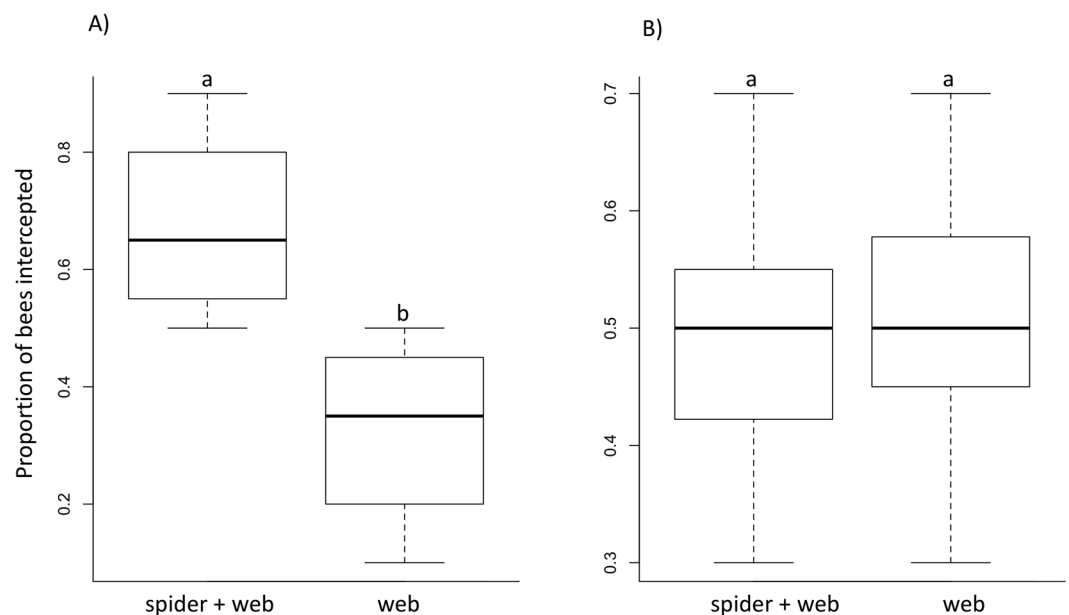 A)
Proportion of bees intercepted
0.8
0.6
0.4
0.2
a
b
spider + web
web
B)
0.7
0.6
0.5
0.4
0.3
a
a
spider + web
web